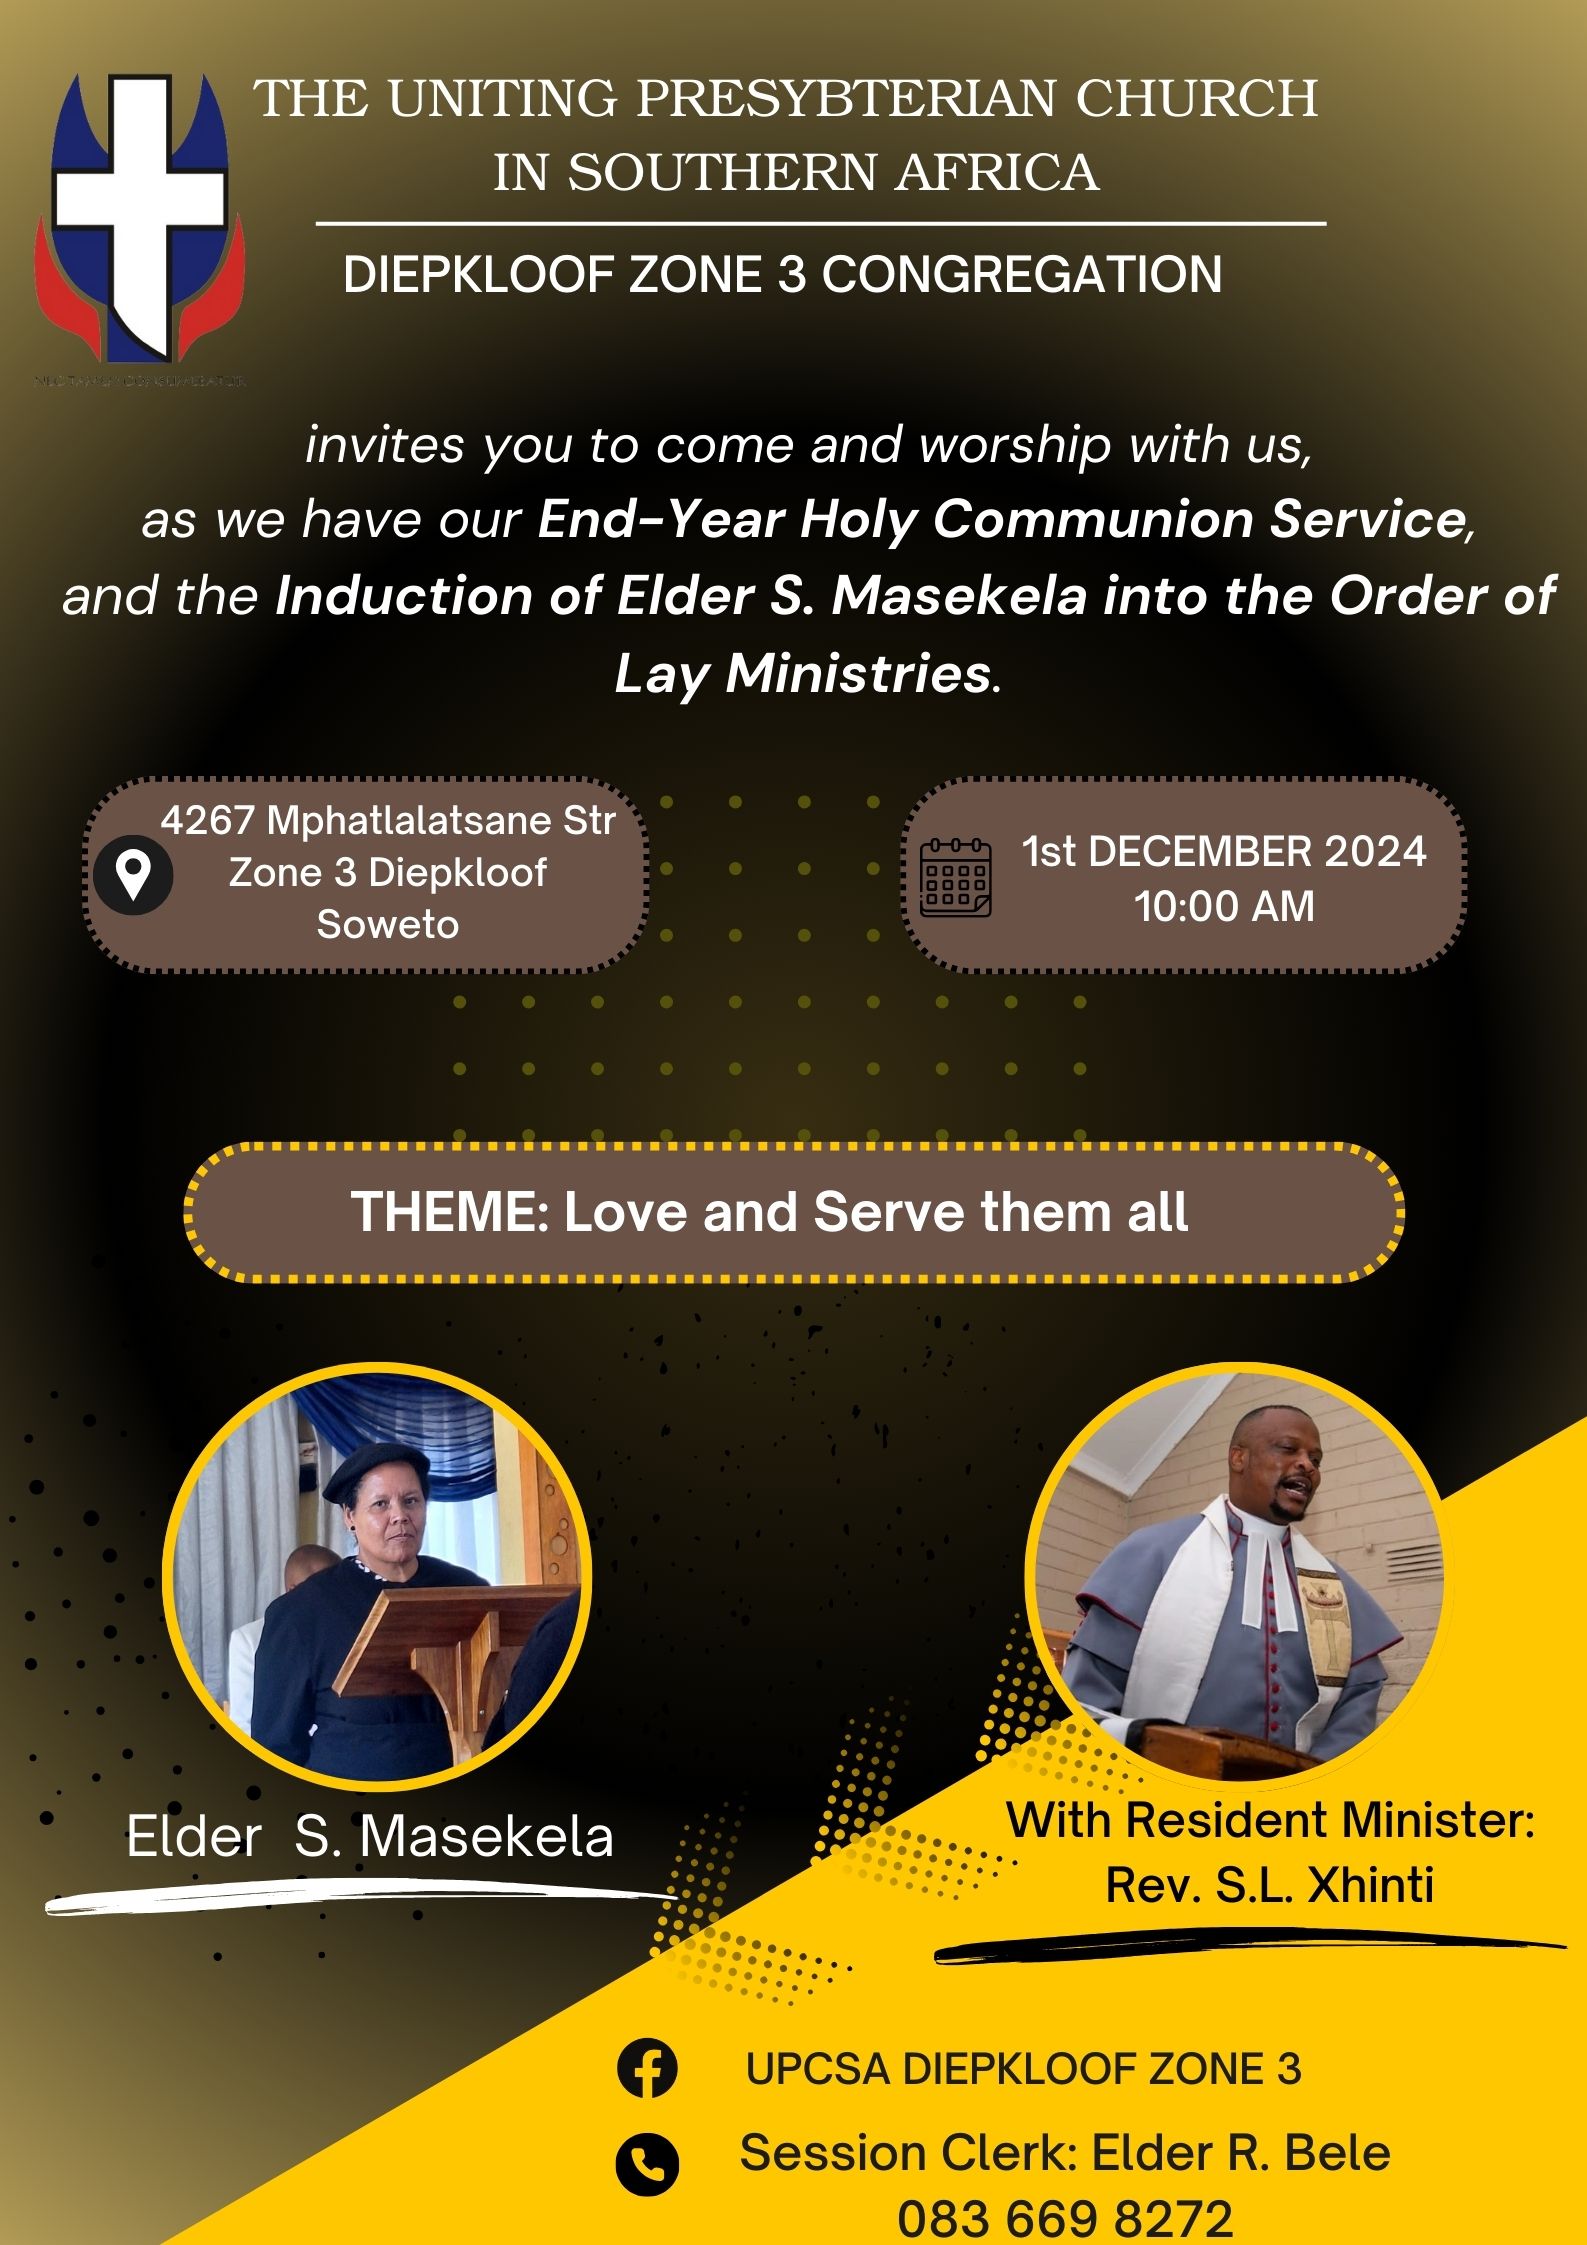 THE UNITING PRESYBTERIAN CHURCH
IN SOUTHERN AFRICA
DIEPKLOOF ZONE 3 CONGREGATION
NEC TAMEN CONSUMEBATUR
invites you to come and worship with us,
as we have our End-Year Holy Communion Service,
and the Induction of Elder S. Masekela into the Order of
Lay Ministries.
4267 Mphatlalatsane Str
Zone 3 Diepkloof
Soweto
1st DECEMBER 2024
10:00 AM
THEME: Love and Serve them all
Elder S. Masekela
With Resident Minister:
Rev. S.L. Xhinti
UPCSA DIEPKLOOF ZONE 3
Session Clerk: Elder R. Bele
083 669 8272